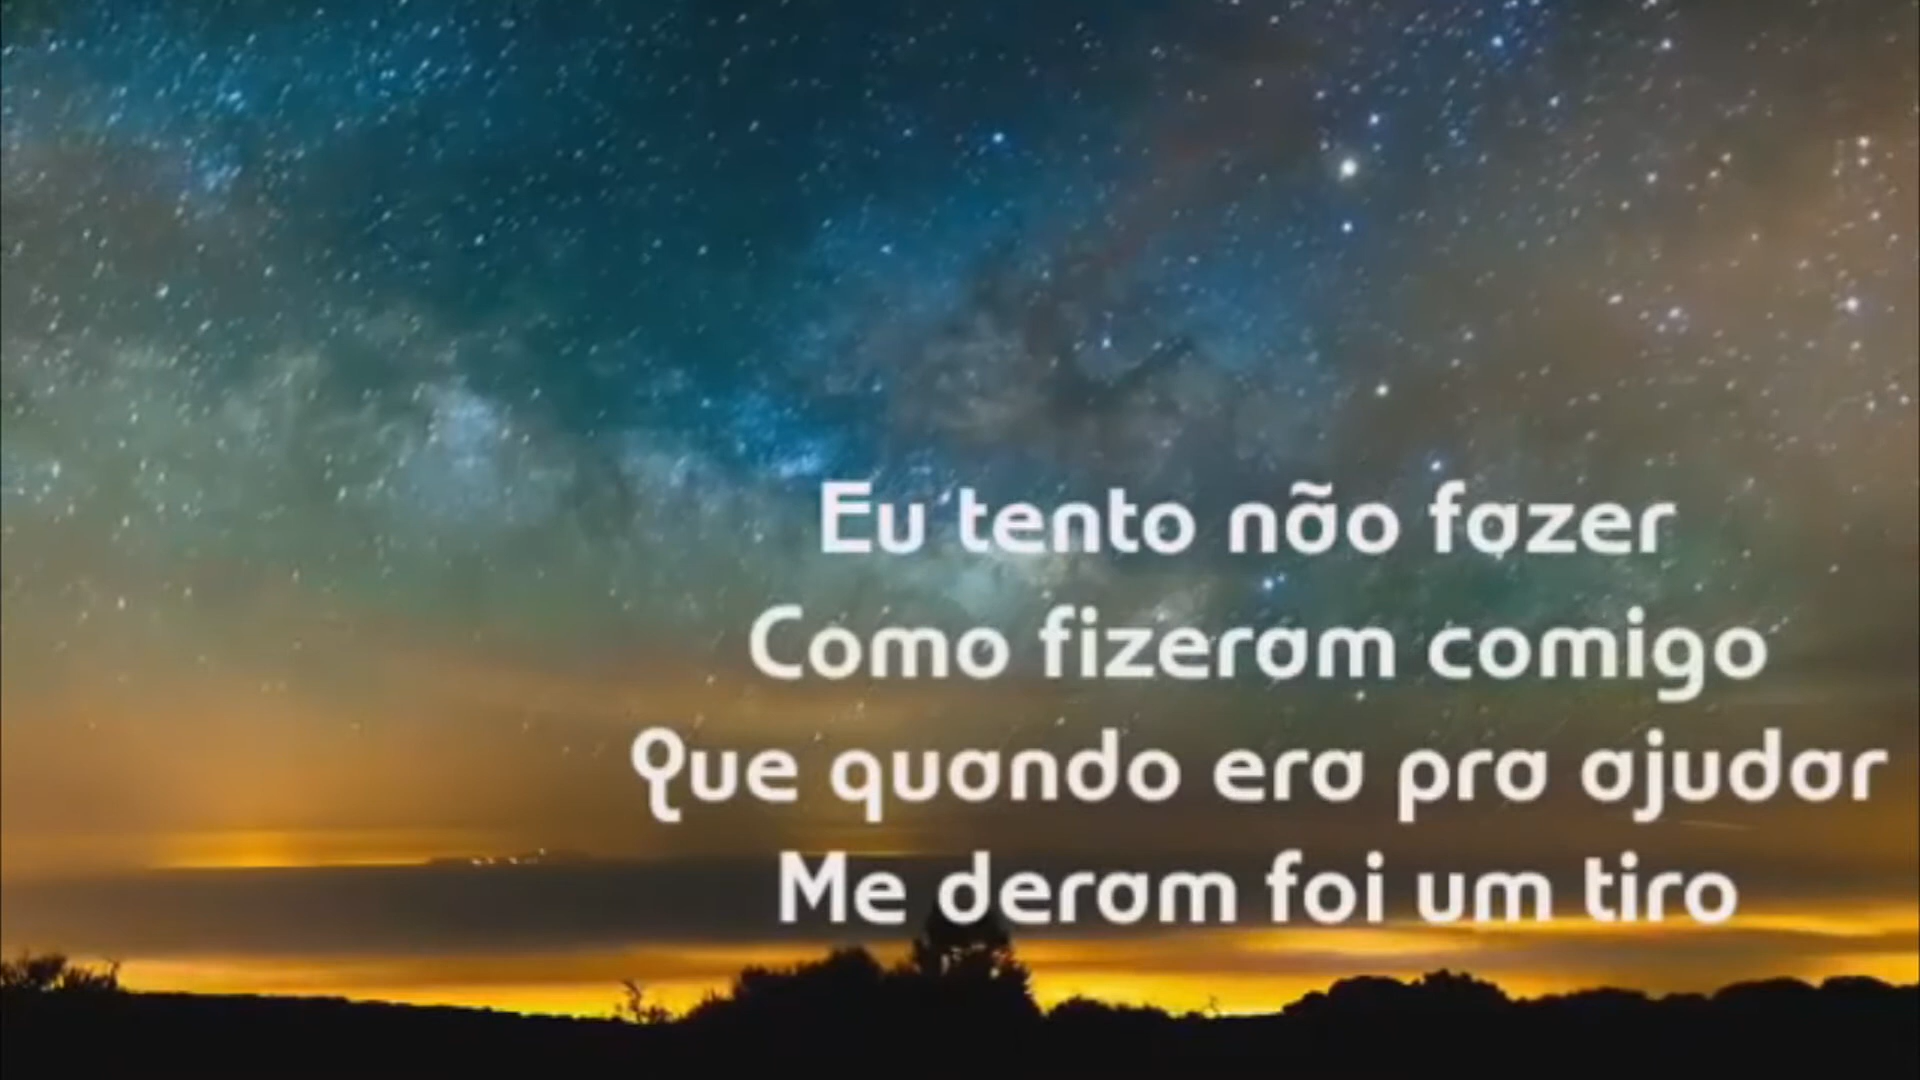 Eu tento não fazer
Como fizeram comigo
Que quando era pra ajudar
Me deram foi um tiro